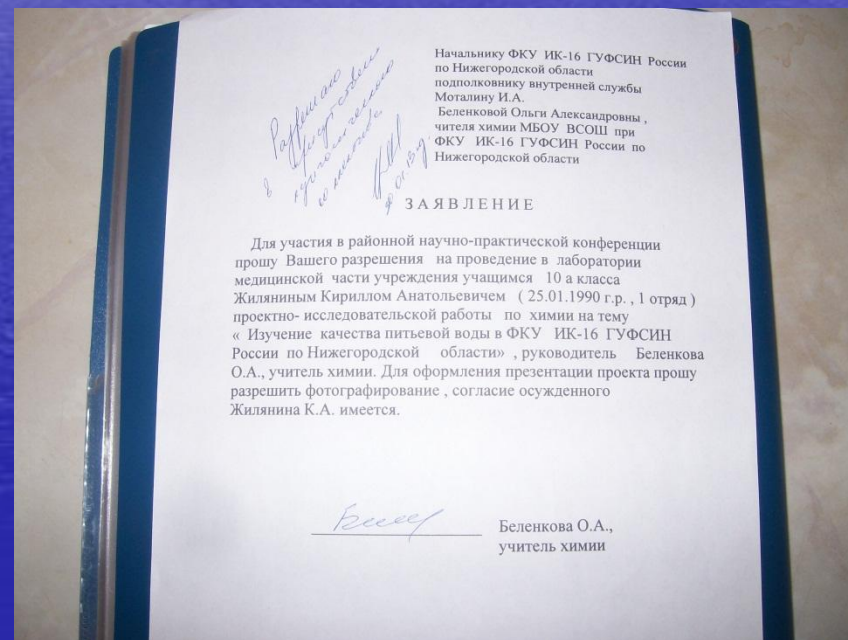 Разрешаю
в присутствии
Начальнику ФКУ ИК-16 ГУФСИН России
по Нижегородской области
подполковнику внутренней службы
Моталину И.А.
Беленковой Ольги Александровны ,
чителя химии МБОУ ВСОШ при
ФКУ ИК-16 ГУФСИН России по
Нижегородской области
З А Я В Л Е Н И Е
Для участия в районной научно-практической конференции
прошу Вашего разрешения на проведение в лаборатории
медицинской части учреждения учащимся 10 а класса
Жиляниным Кириллом Анатольевичем ( 25.01.1990 г.р. , 1 отряд )
проектно- исследовательской работы по химии на тему
« Изучение качества питьевой воды в ФКУ ИК-16 ГУФСИН
России по Нижегородской области» , руководитель Беленкова
О.А., учитель химии. Для оформления презентации проекта прошу
разрешить фотографирование , согласие осужденного
Жилянина К.А. имеется.
Беленкова О.А.,
учитель химии